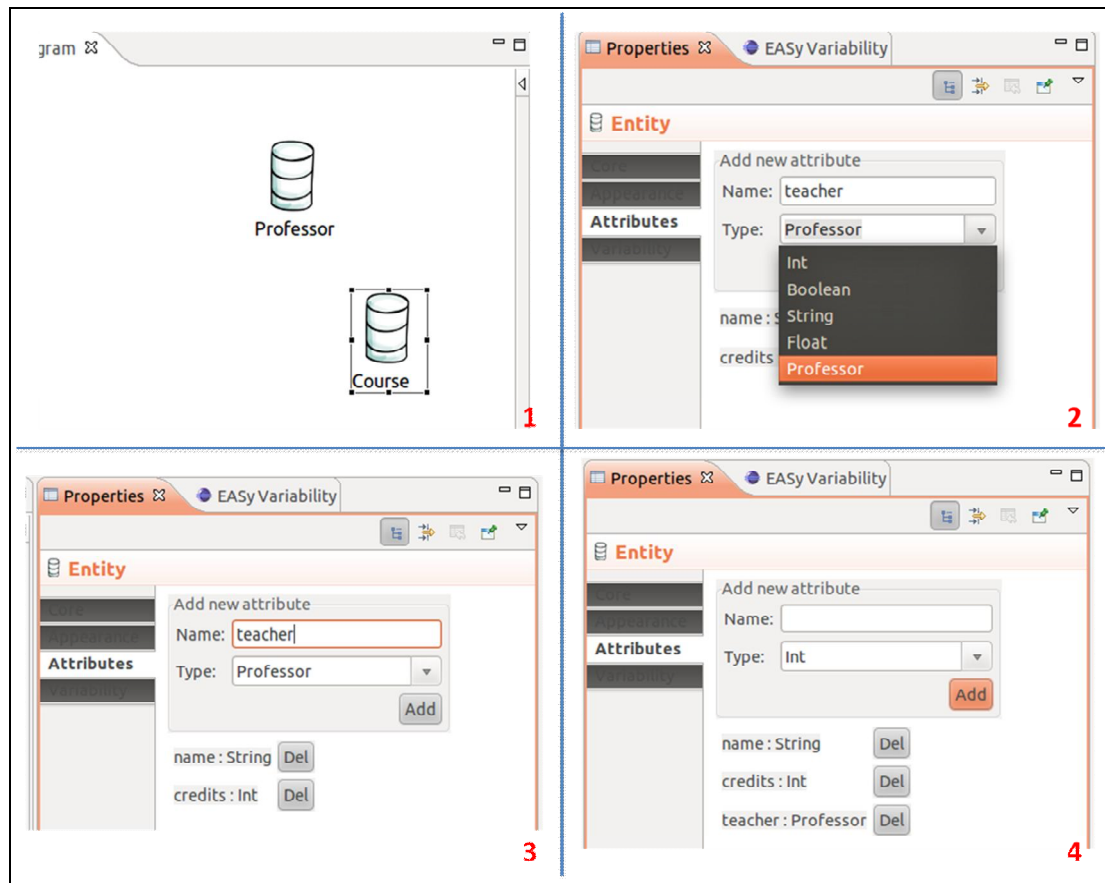 gram
Professor
Course
1
Properties EASy Variability
Entity
Core
Appearance
Attributes
Variability
Add new attribute
Name: teacher
Type: Professor
Int
Boolean
String
Float
Professor
name : S
credits
2
Properties EASy Variability
Entity
Core
Appearance
Attributes
Variability
Add new attribute
Name: teacher
Type: Professor
Add
name : String Del
credits : Int Del
3
Properties EASy Variability
Entity
Core
Appearance
Attributes
Variability
Add new attribute
Name:
Type: Int
Add
name : String Del
credits : Int Del
teacher : Professor Del
4